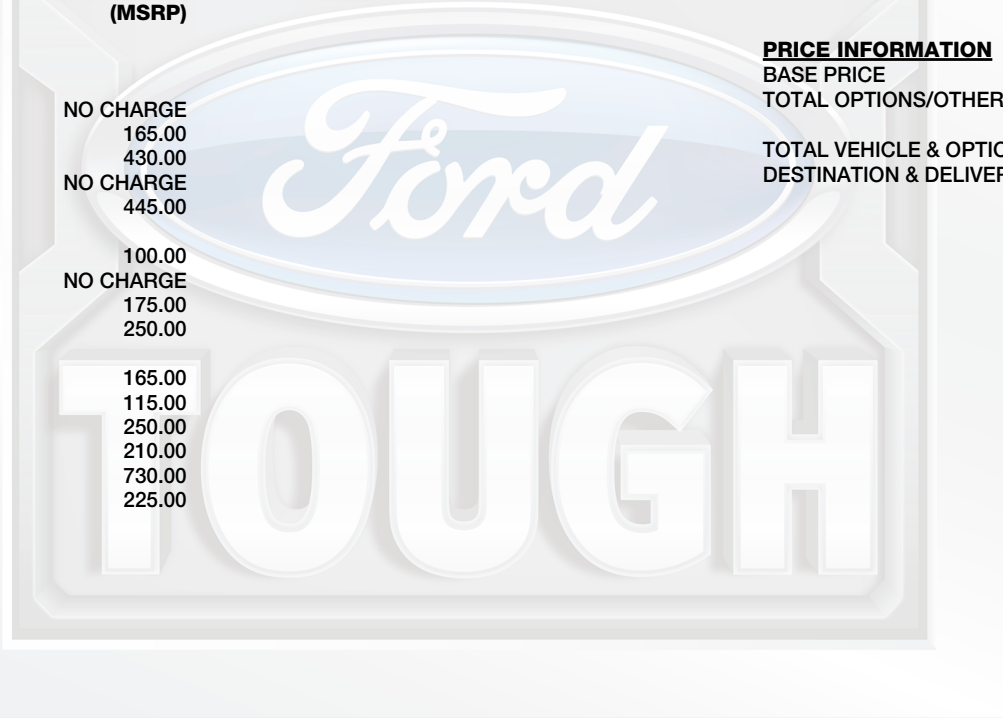 (MSRP)
NO CHARGE
165.00
430.00
NO CHARGE
445.00
100.00
NO CHARGE
175.00
250.00
165.00
115.00
250.00
210.00
730.00
225.00
PRICE INFORMATION
BASE PRICE
TOTAL OPTIONS/OTHER
TOTAL VEHICLE & OPTIO
DESTINATION & DELIVER
Ford
TOUGH